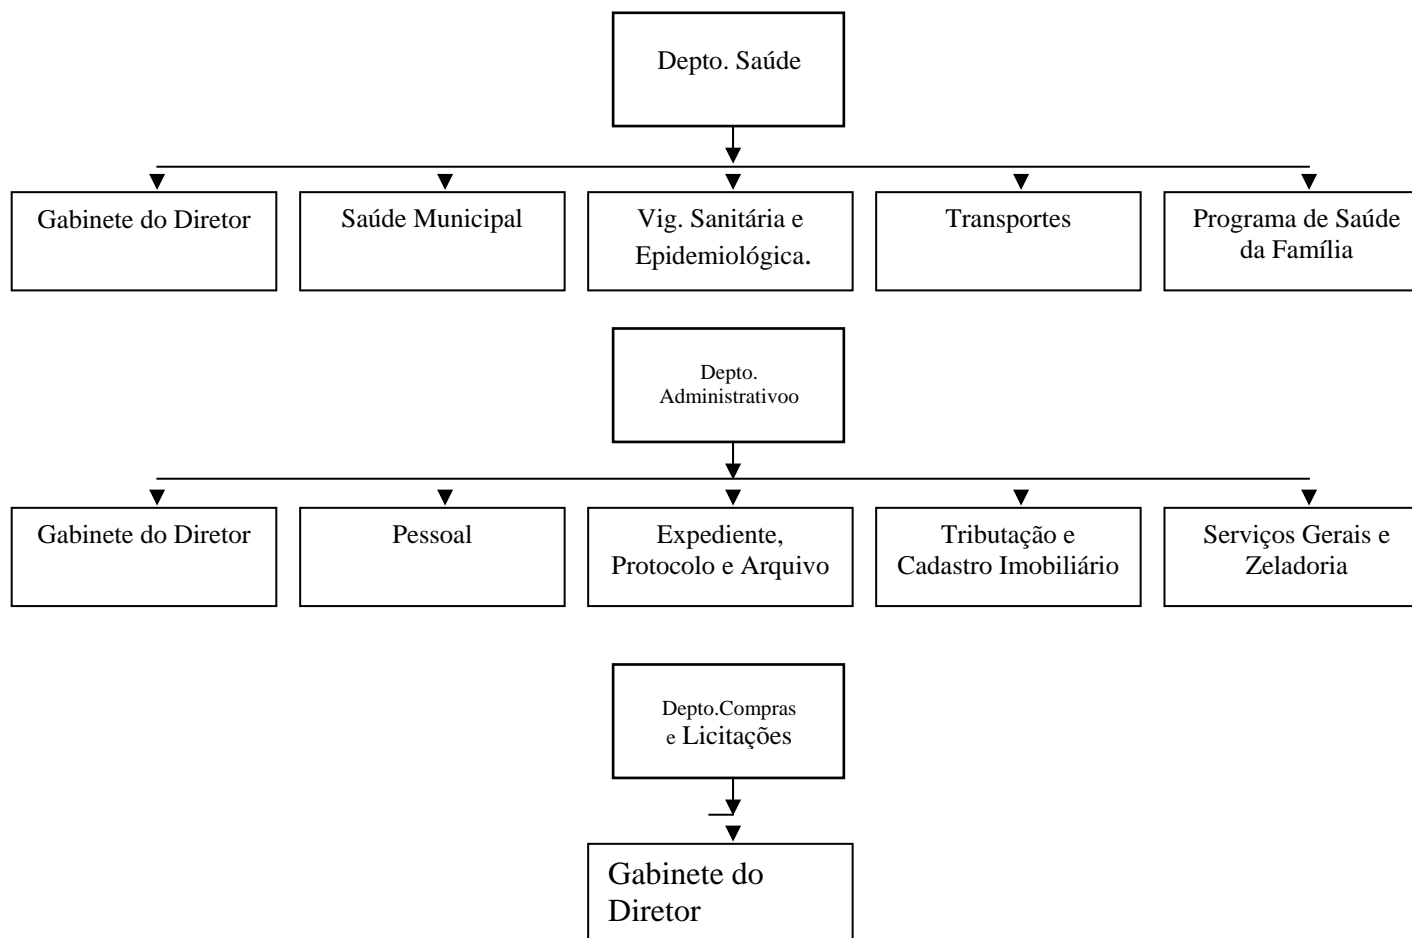 Depto. Saúde
Gabinete do Diretor
Saúde Municipal
Vig. Sanitária e
Epidemiológica.
Transportes
Programa de Saúde
da Família
Depto.
Administrativoo
Gabinete do Diretor
Pessoal
Expediente,
Protocolo e Arquivo
Tributação e
Cadastro Imobiliário
Serviços Gerais e
Zeladoria
Depto.Compras
e Licitações
Gabinete do
Diretor